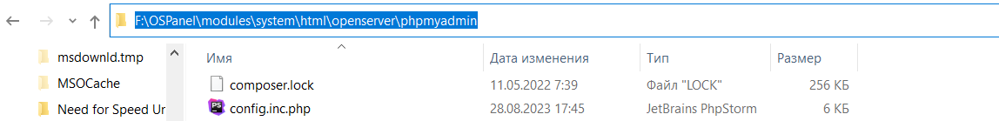 F:\OSPanel\modules\system\html\openserver\phpmyadmin
msdownld.tmp
MSOCache
Need for Speed Ur
Имя Дата изменения Тип Размер
composer.lock 11.05.2022 7:39 Файл "LOCK" 256 КБ
config.inc.php 28.08.2023 17:45 JetBrains PhpStorm 6 КБ